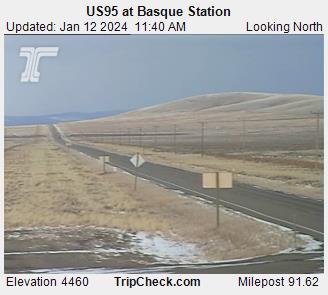 US95 at Basque Station
Updated: Jan 12 2024 11:40 AM Looking North
Elevation 4460 TripCheck.com Milepost 91.62